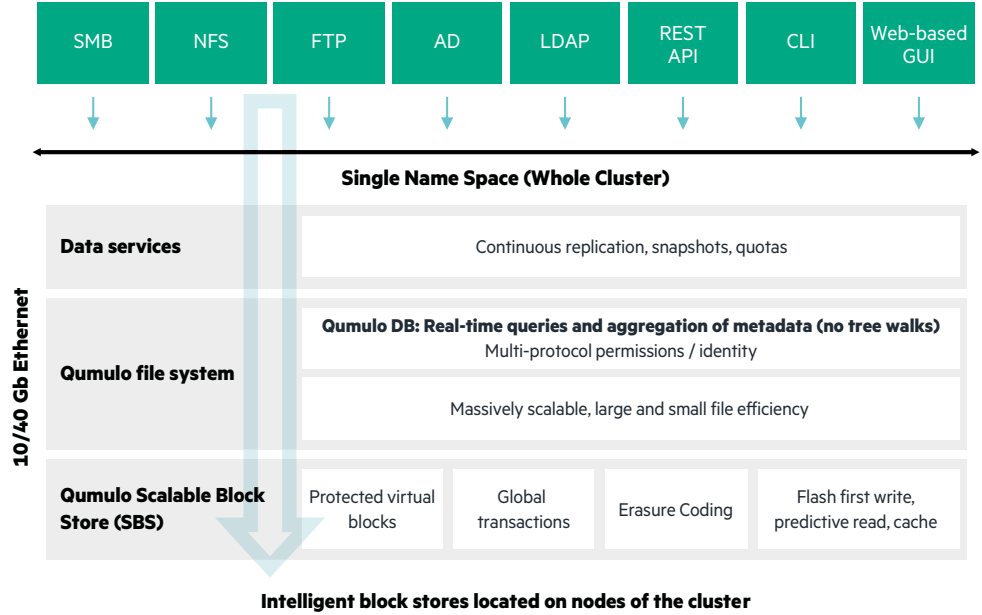 SMB
NFS
FTP
AD
LDAP
REST
API
CLI
Web-based
GUI
Single Name Space (Whole Cluster)
10/40 Gb Ethernet
Data services
Continuous replication, snapshots, quotas
Qumulo file system
Qumulo DB: Real-time queries and aggregation of metadata (no tree walks)
Multi-protocol permissions / identity
Massively scalable, large and small file efficiency
Qumulo Scalable Block
Store (SBS)
Protected virtual
blocks
Global
transactions
Erasure Coding
Flash first write,
predictive read, cache
Intelligent block stores located on nodes of the cluster